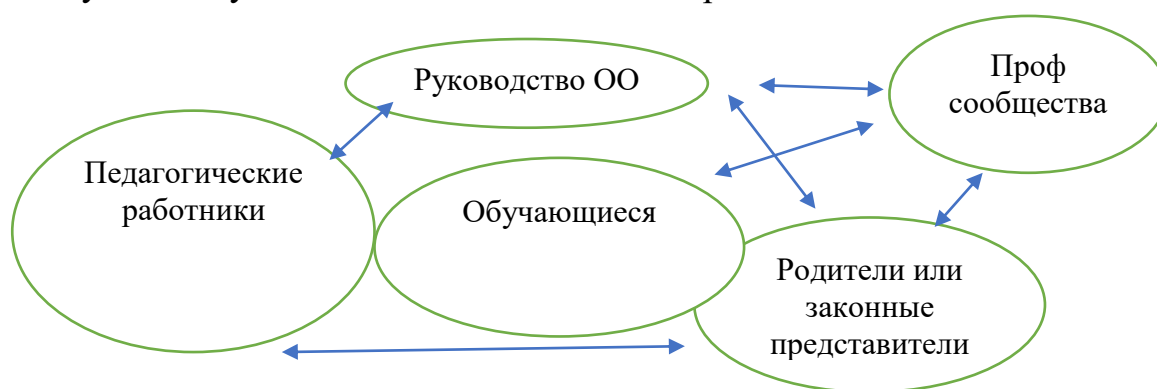 Руководство ОО
Проф
сообщества
Педагогические
работники
Обучающиеся
Родители или
законные
представители